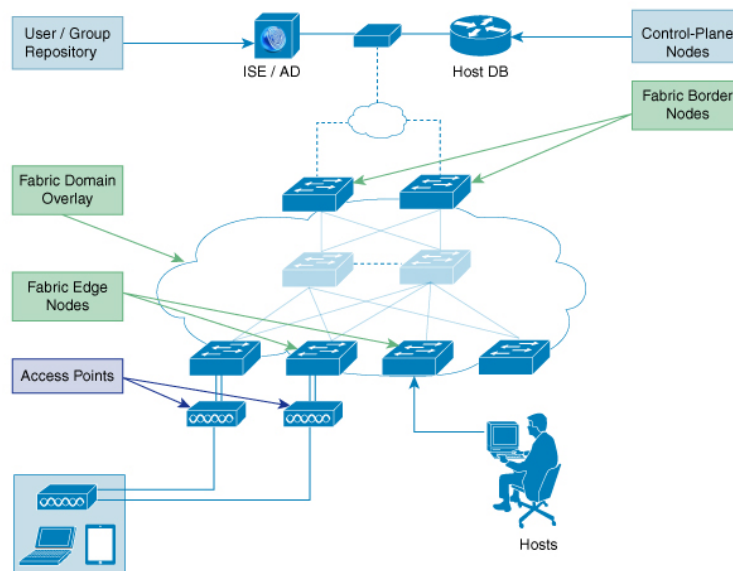 User / Group
Repository
ISE / AD
Host DB
Control-Plane
Nodes
Fabric Border
Nodes
Fabric Domain
Overlay
Fabric Edge
Nodes
Access Points
Hosts